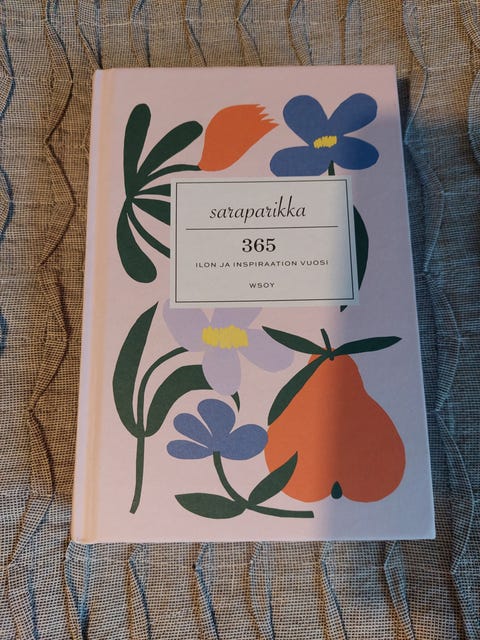 saraparikka
365
ILON JA INSPIRAATION VUOSI
WSOY